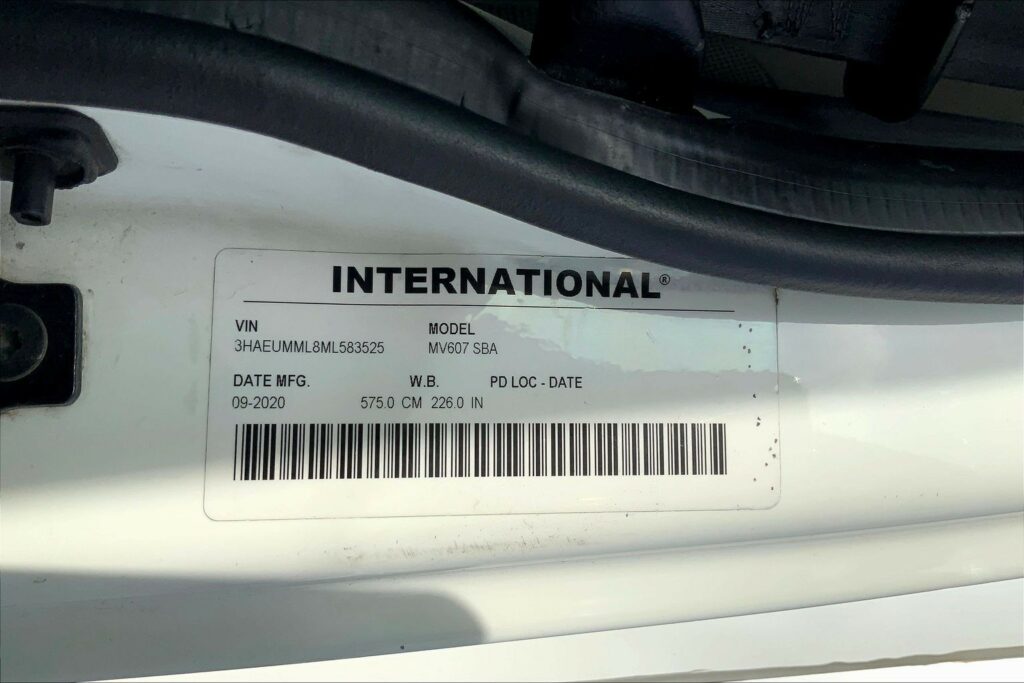 INTERNATIONAL®
VIN MODEL
3HAEUMML8ML583525 MV607 SBA
DATE MFG. W.B. PD LOC - DATE
09-2020 575.0 CM 226.0 IN